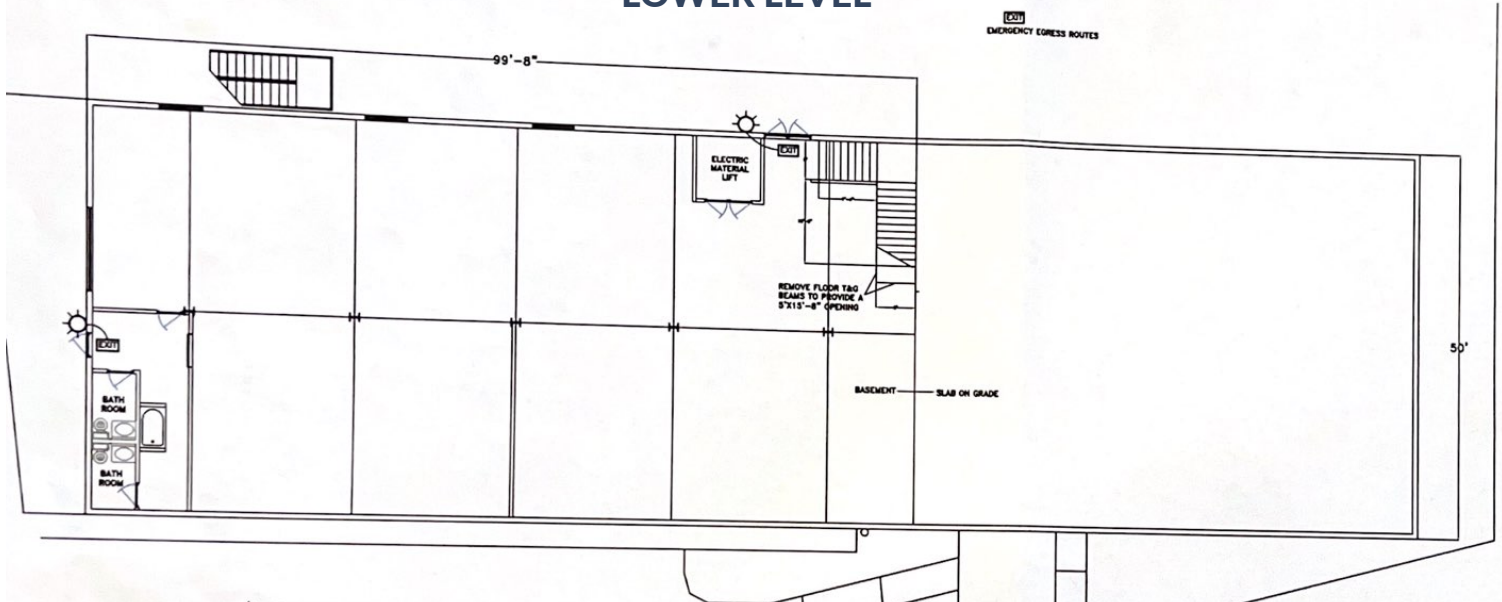 LOWER LEVEL
EXIT
EMERGENCY EGRESS ROUTES
99'-8"
ELECTRIC
MATERIAL
LIFT
EXIT
REMOVE FLOOR T&G
BEAMS TO PROVIDE A
5'X15'-8" OPENING
EXIT
50'
BASEMENT
SLAB ON GRADE
BATH
ROOM
BATH
ROOM